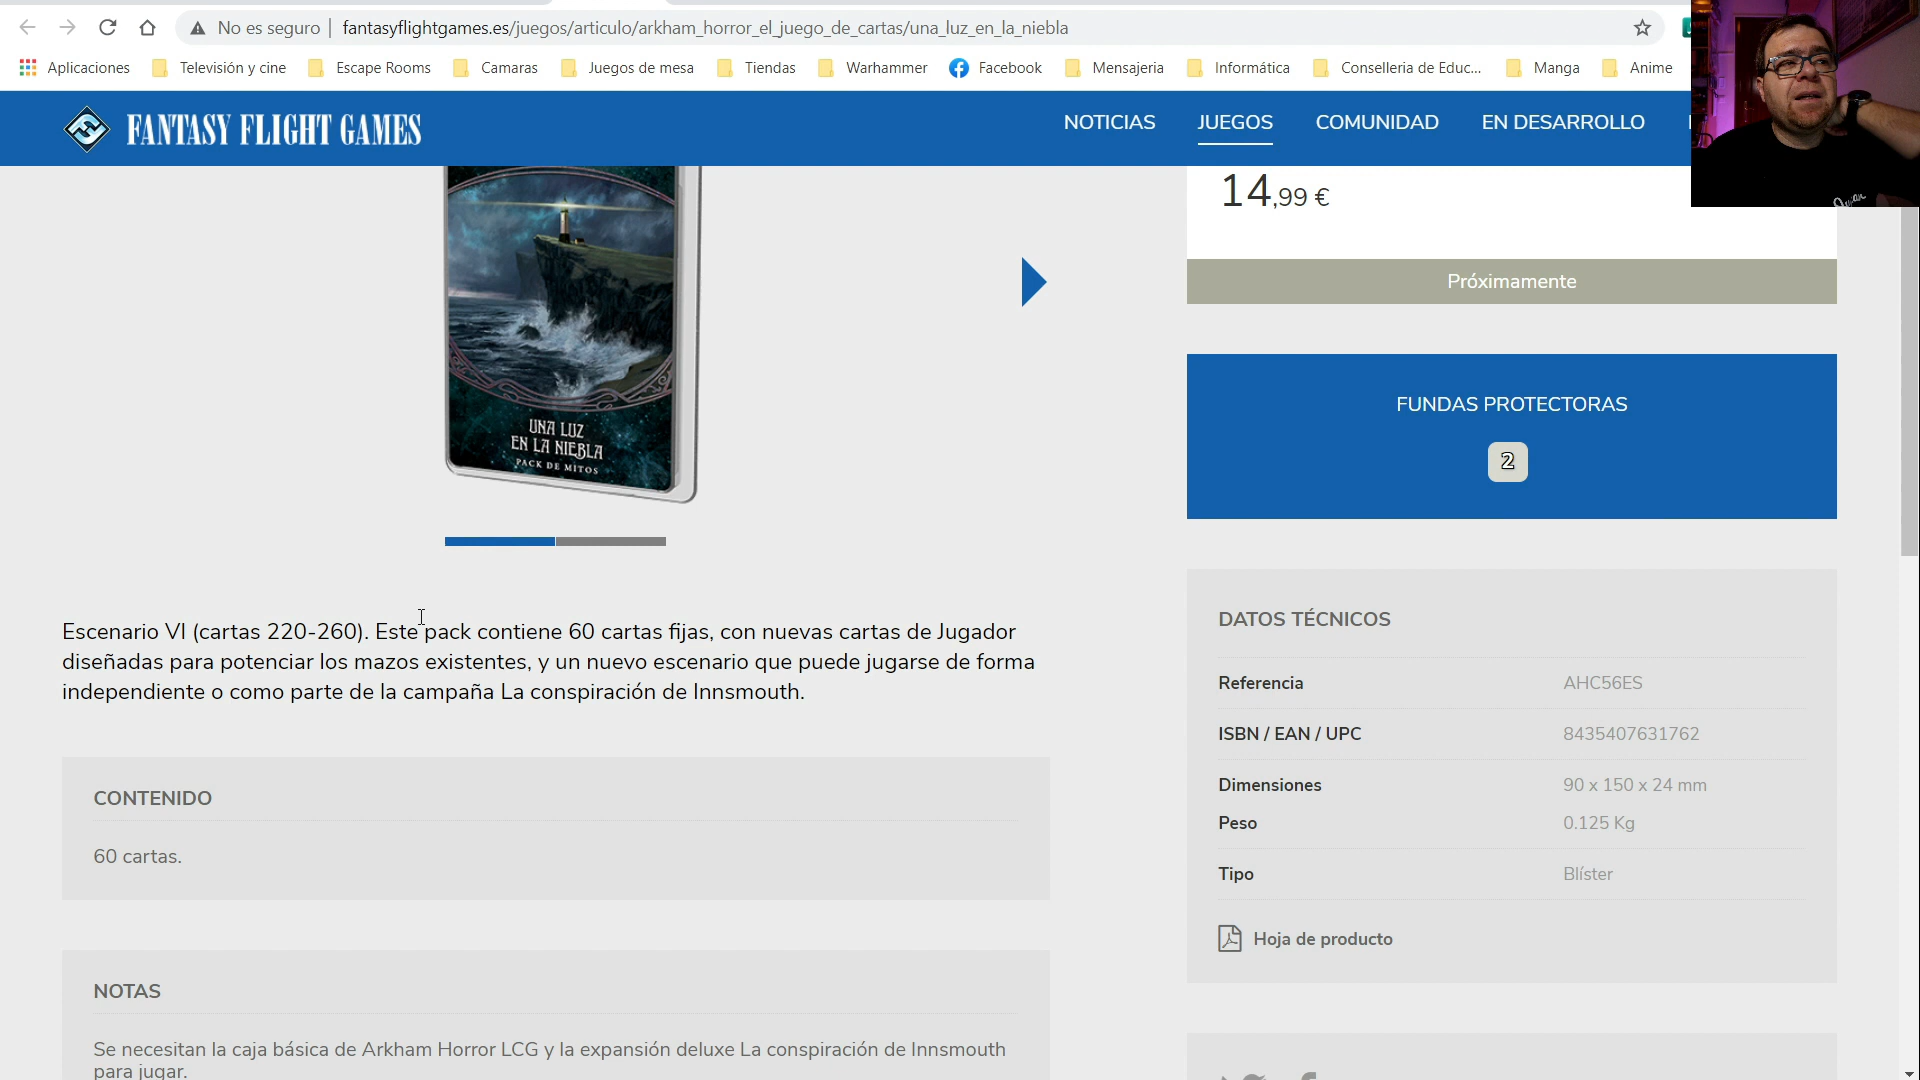 No es seguro
fantasyflightgames.es/juegos/articulo/arkham_horror_el_juego_de_cartas/una_luz_en_la_niebla
Aplicaciones
Televisión y cine
Escape Rooms
Camaras
Juegos de mesa
Tiendas
Warhammer
Facebook
Mensajeria
Informática
Conselleria de Educ...
Manga
Anime
FANTASY FLIGHT GAMES
NOTICIAS
JUEGOS
COMUNIDAD
EN DESARROLLO
14,99 €
Próximamente
UNA LUZ
EN LA NIEBLA
PACK DE MITOS
FUNDAS PROTECTORAS
2
Escenario VI (cartas 220-260). Este pack contiene 60 cartas fijas, con nuevas cartas de Jugador
diseñadas para potenciar los mazos existentes, y un nuevo escenario que puede jugarse de forma
independiente o como parte de la campaña La conspiración de Innsmouth.
CONTENIDO
60 cartas.
NOTAS
Se necesitan la caja básica de Arkham Horror LCG y la expansión deluxe La conspiración de Innsmouth
para jugar.
DATOS TÉCNICOS
Referencia AHC56ES
ISBN / EAN / UPC 8435407631762
Dimensiones 90 x 150 x 24 mm
Peso 0.125 Kg
Tipo Blíster
Hoja de producto